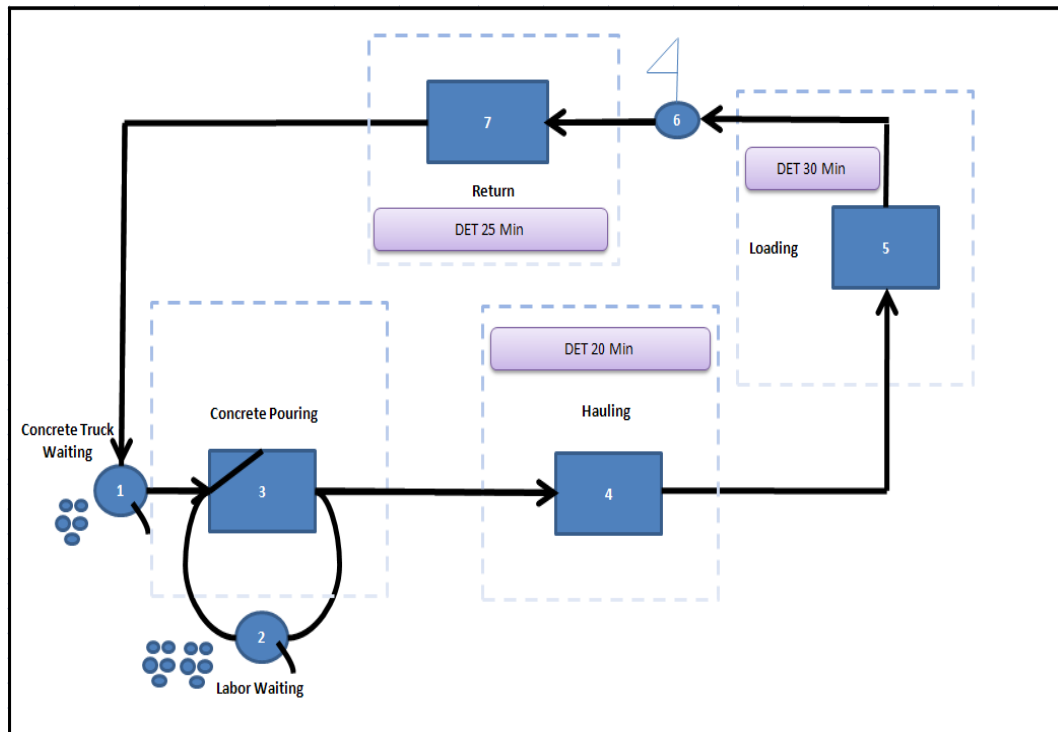 7
6
Return
DET 25 Min
DET 30 Min
5
Loading
DET 20 Min
Concrete Pouring
Hauling
Concrete Truck
Waiting
1
3
4
2
Labor Waiting